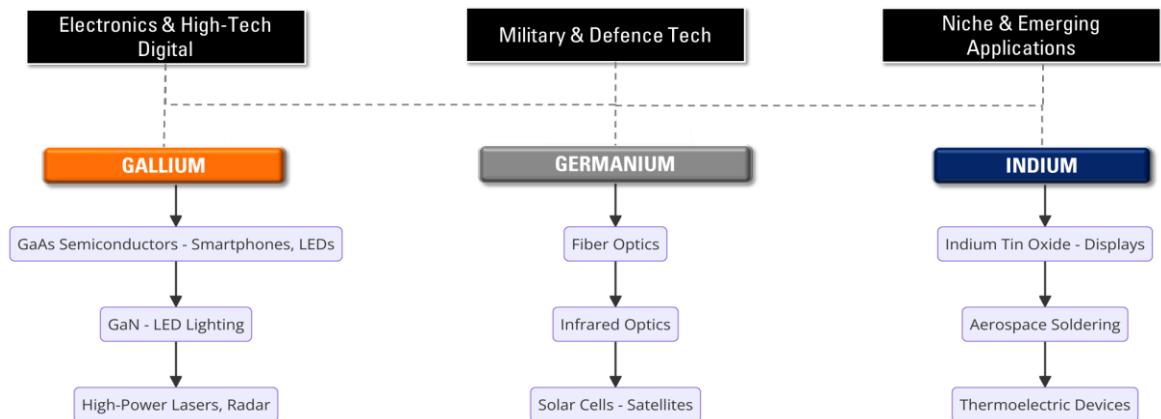 Electronics & High-Tech
Digital
Military & Defence Tech
Niche & Emerging
Applications
GALLIUM
GERMANIUM
INDIUM
GaAs Semiconductors - Smartphones, LEDs
Fiber Optics
Indium Tin Oxide - Displays
GaN - LED Lighting
Infrared Optics
Aerospace Soldering
High-Power Lasers, Radar
Solar Cells - Satellites
Thermoelectric Devices